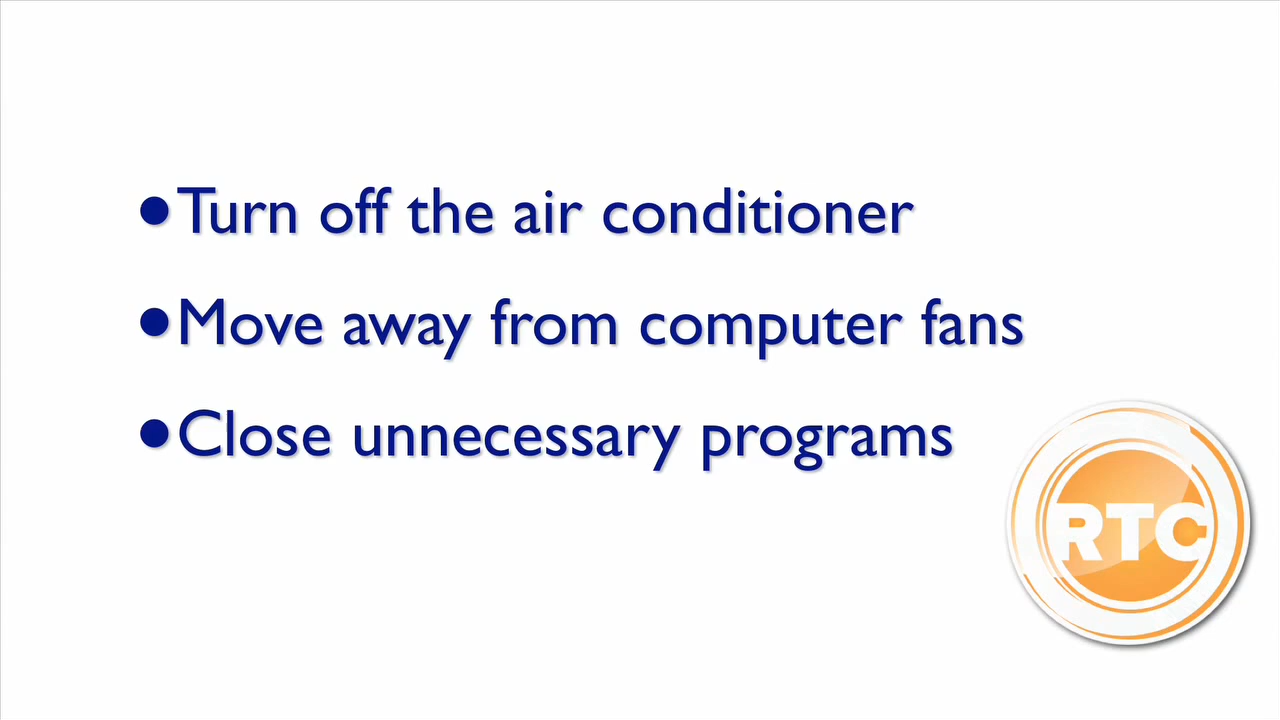 •Turn off the air conditioner
•Move away from computer fans
•Close unnecessary programs
RTC